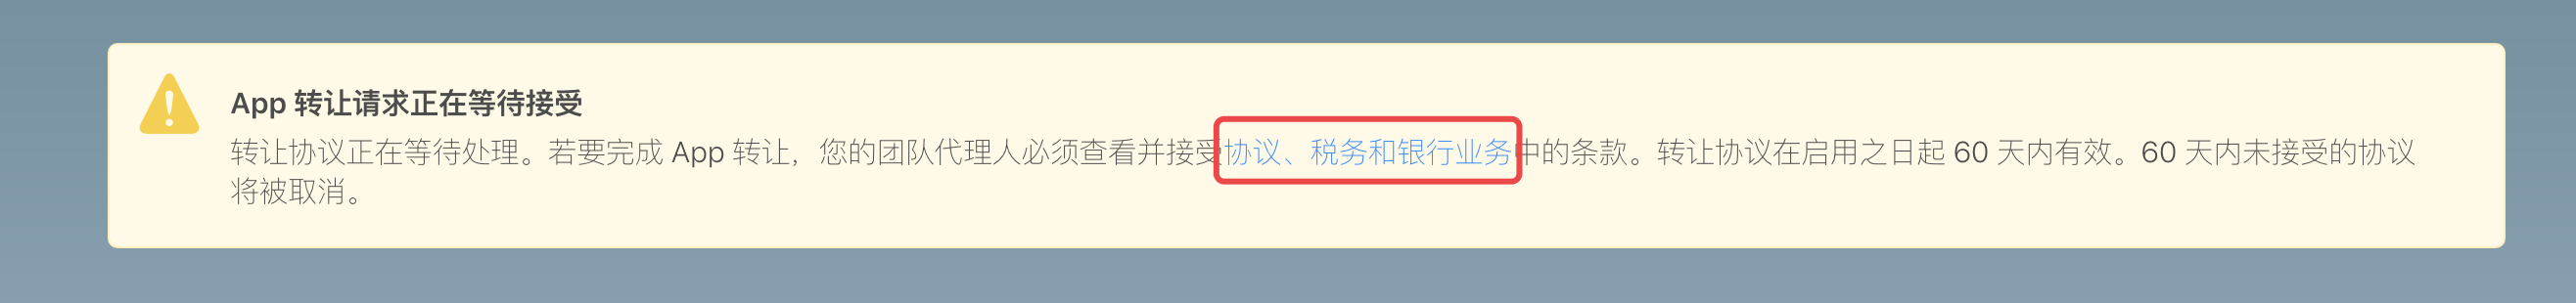 App 转让请求正在等待接受
转让协议正在等待处理。若要完成 App 转让，您的团队代理人必须查看并接受协议、税务和银行业务中的条款。转让协议在启用之日起 60 天内有效。60 天内未接受的协议
将被取消。